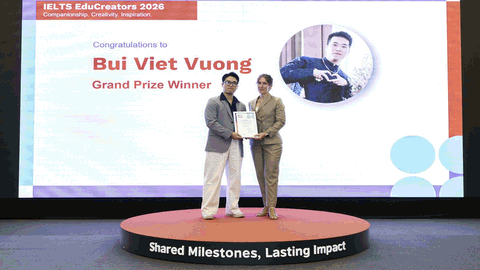 IELTS EduCreators 2026
Companionship. Creativity. Inspiration.
Congratulations to
Bui Viet Vuong
Grand Prize Winner
Shared Milestones, Lasting Impact